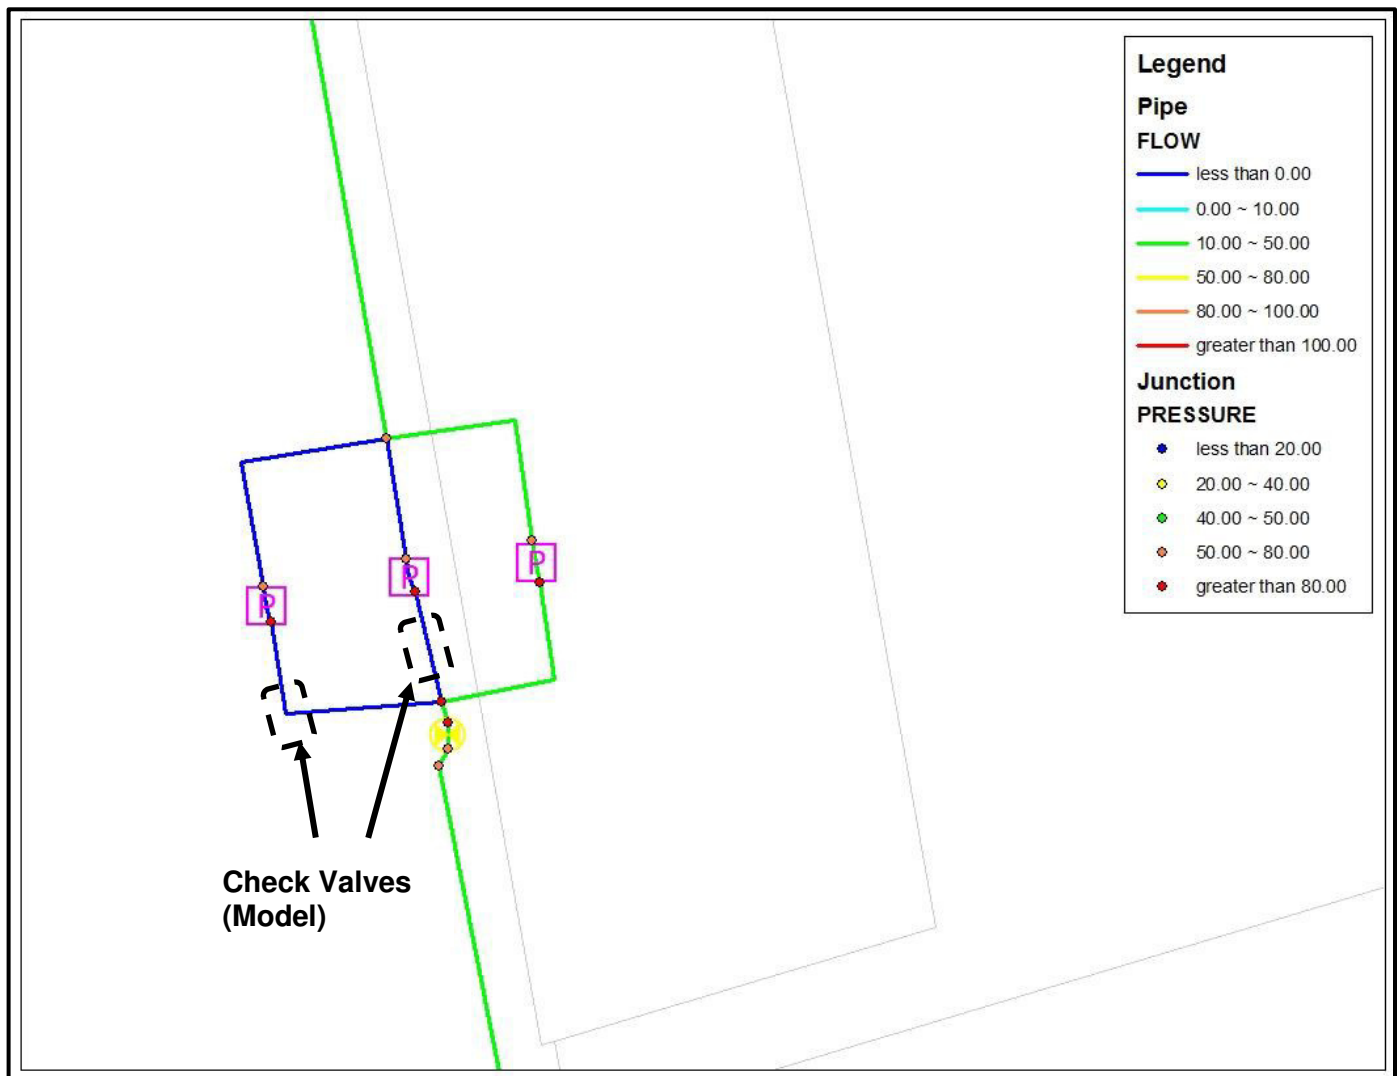 Legend
Pipe
FLOW
less than 0.00
0.00 ~ 10.00
10.00 ~ 50.00
50.00 ~ 80.00
80.00 ~ 100.00
greater than 100.00
Junction
PRESSURE
less than 20.00
20.00 ~ 40.00
40.00 ~ 50.00
50.00 ~ 80.00
greater than 80.00
P
P
P
Check Valves
(Model)